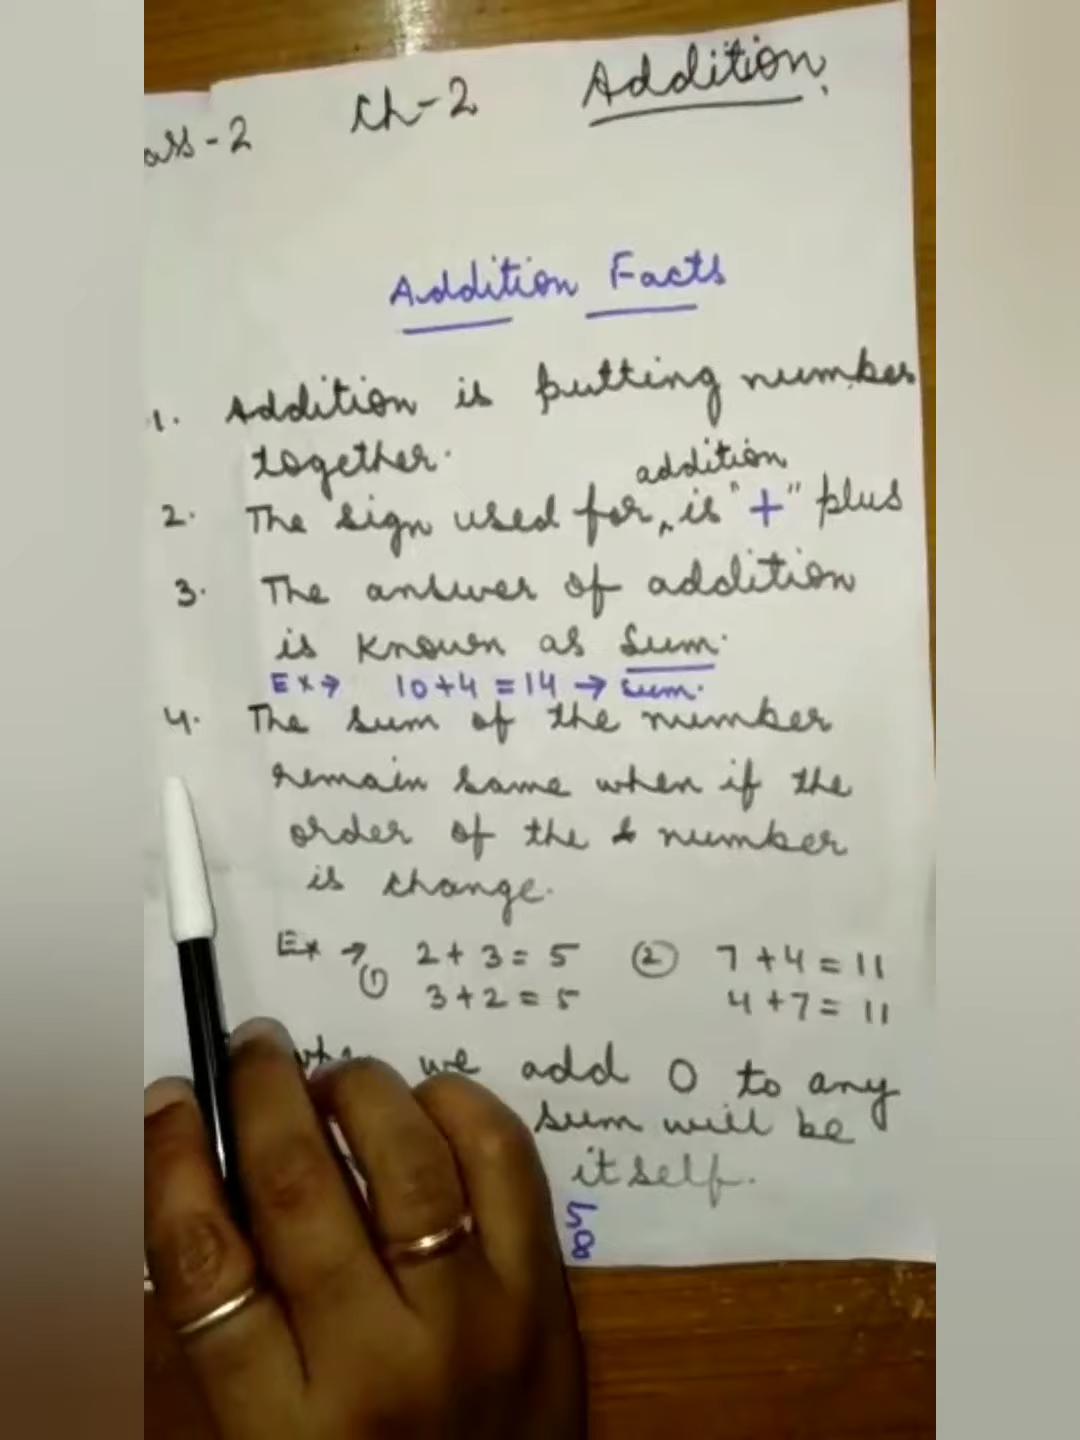 ass-2 Ch-2 Addition.
Addition Facts
1. Addition is putting number
together.
addition
2. The sign used for ^ is "+" plus
3. The answer of addition
is known as Sum.
Ex → 10+4=14 → sum.
4. The sum of the number
remain same when if the
order of the number
is change.
Ex → ① 2+3=5 ② 7+4=11
3+2=5 4+7=11
we add 0 to any
sum will be
itself.
58